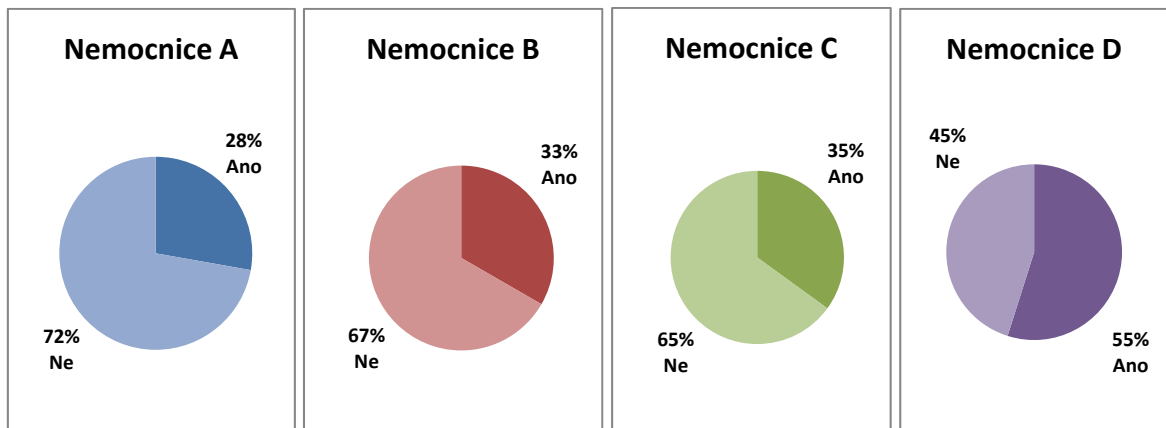 Nemocnice A
28%
Ano
72%
Ne
Nemocnice B
33%
Ano
67%
Ne
Nemocnice C
35%
Ano
65%
Ne
Nemocnice D
45%
Ne
55%
Ano